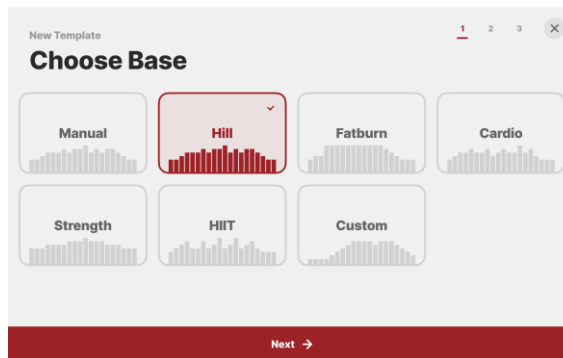 New Template
1 2 3
Choose Base
Manual
Hill
Fatburn
Cardio
Strength
HIIT
Custom
Next →